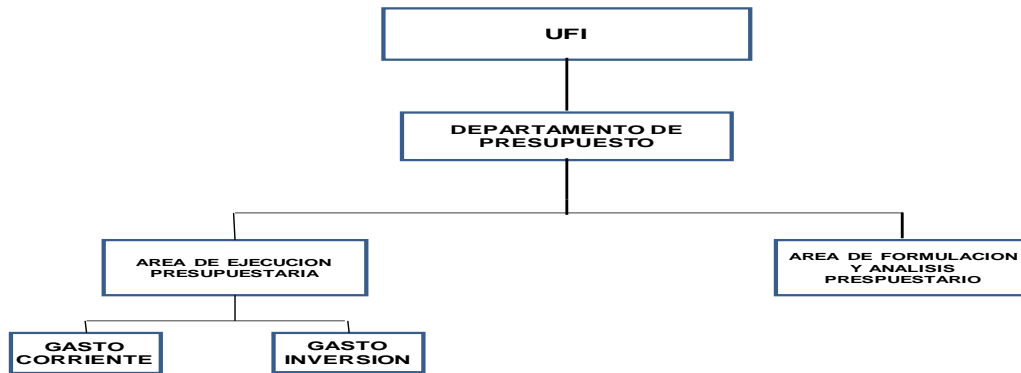 UFI
DEPARTAMENTO DE
PRESUPUESTO
AREA DE EJECUCION
PRESUPUESTARIA
AREA DE FORMULACION
Y ANALISIS
PRESPUESTARIO
GASTO
CORRIENTE
GASTO
INVERSION